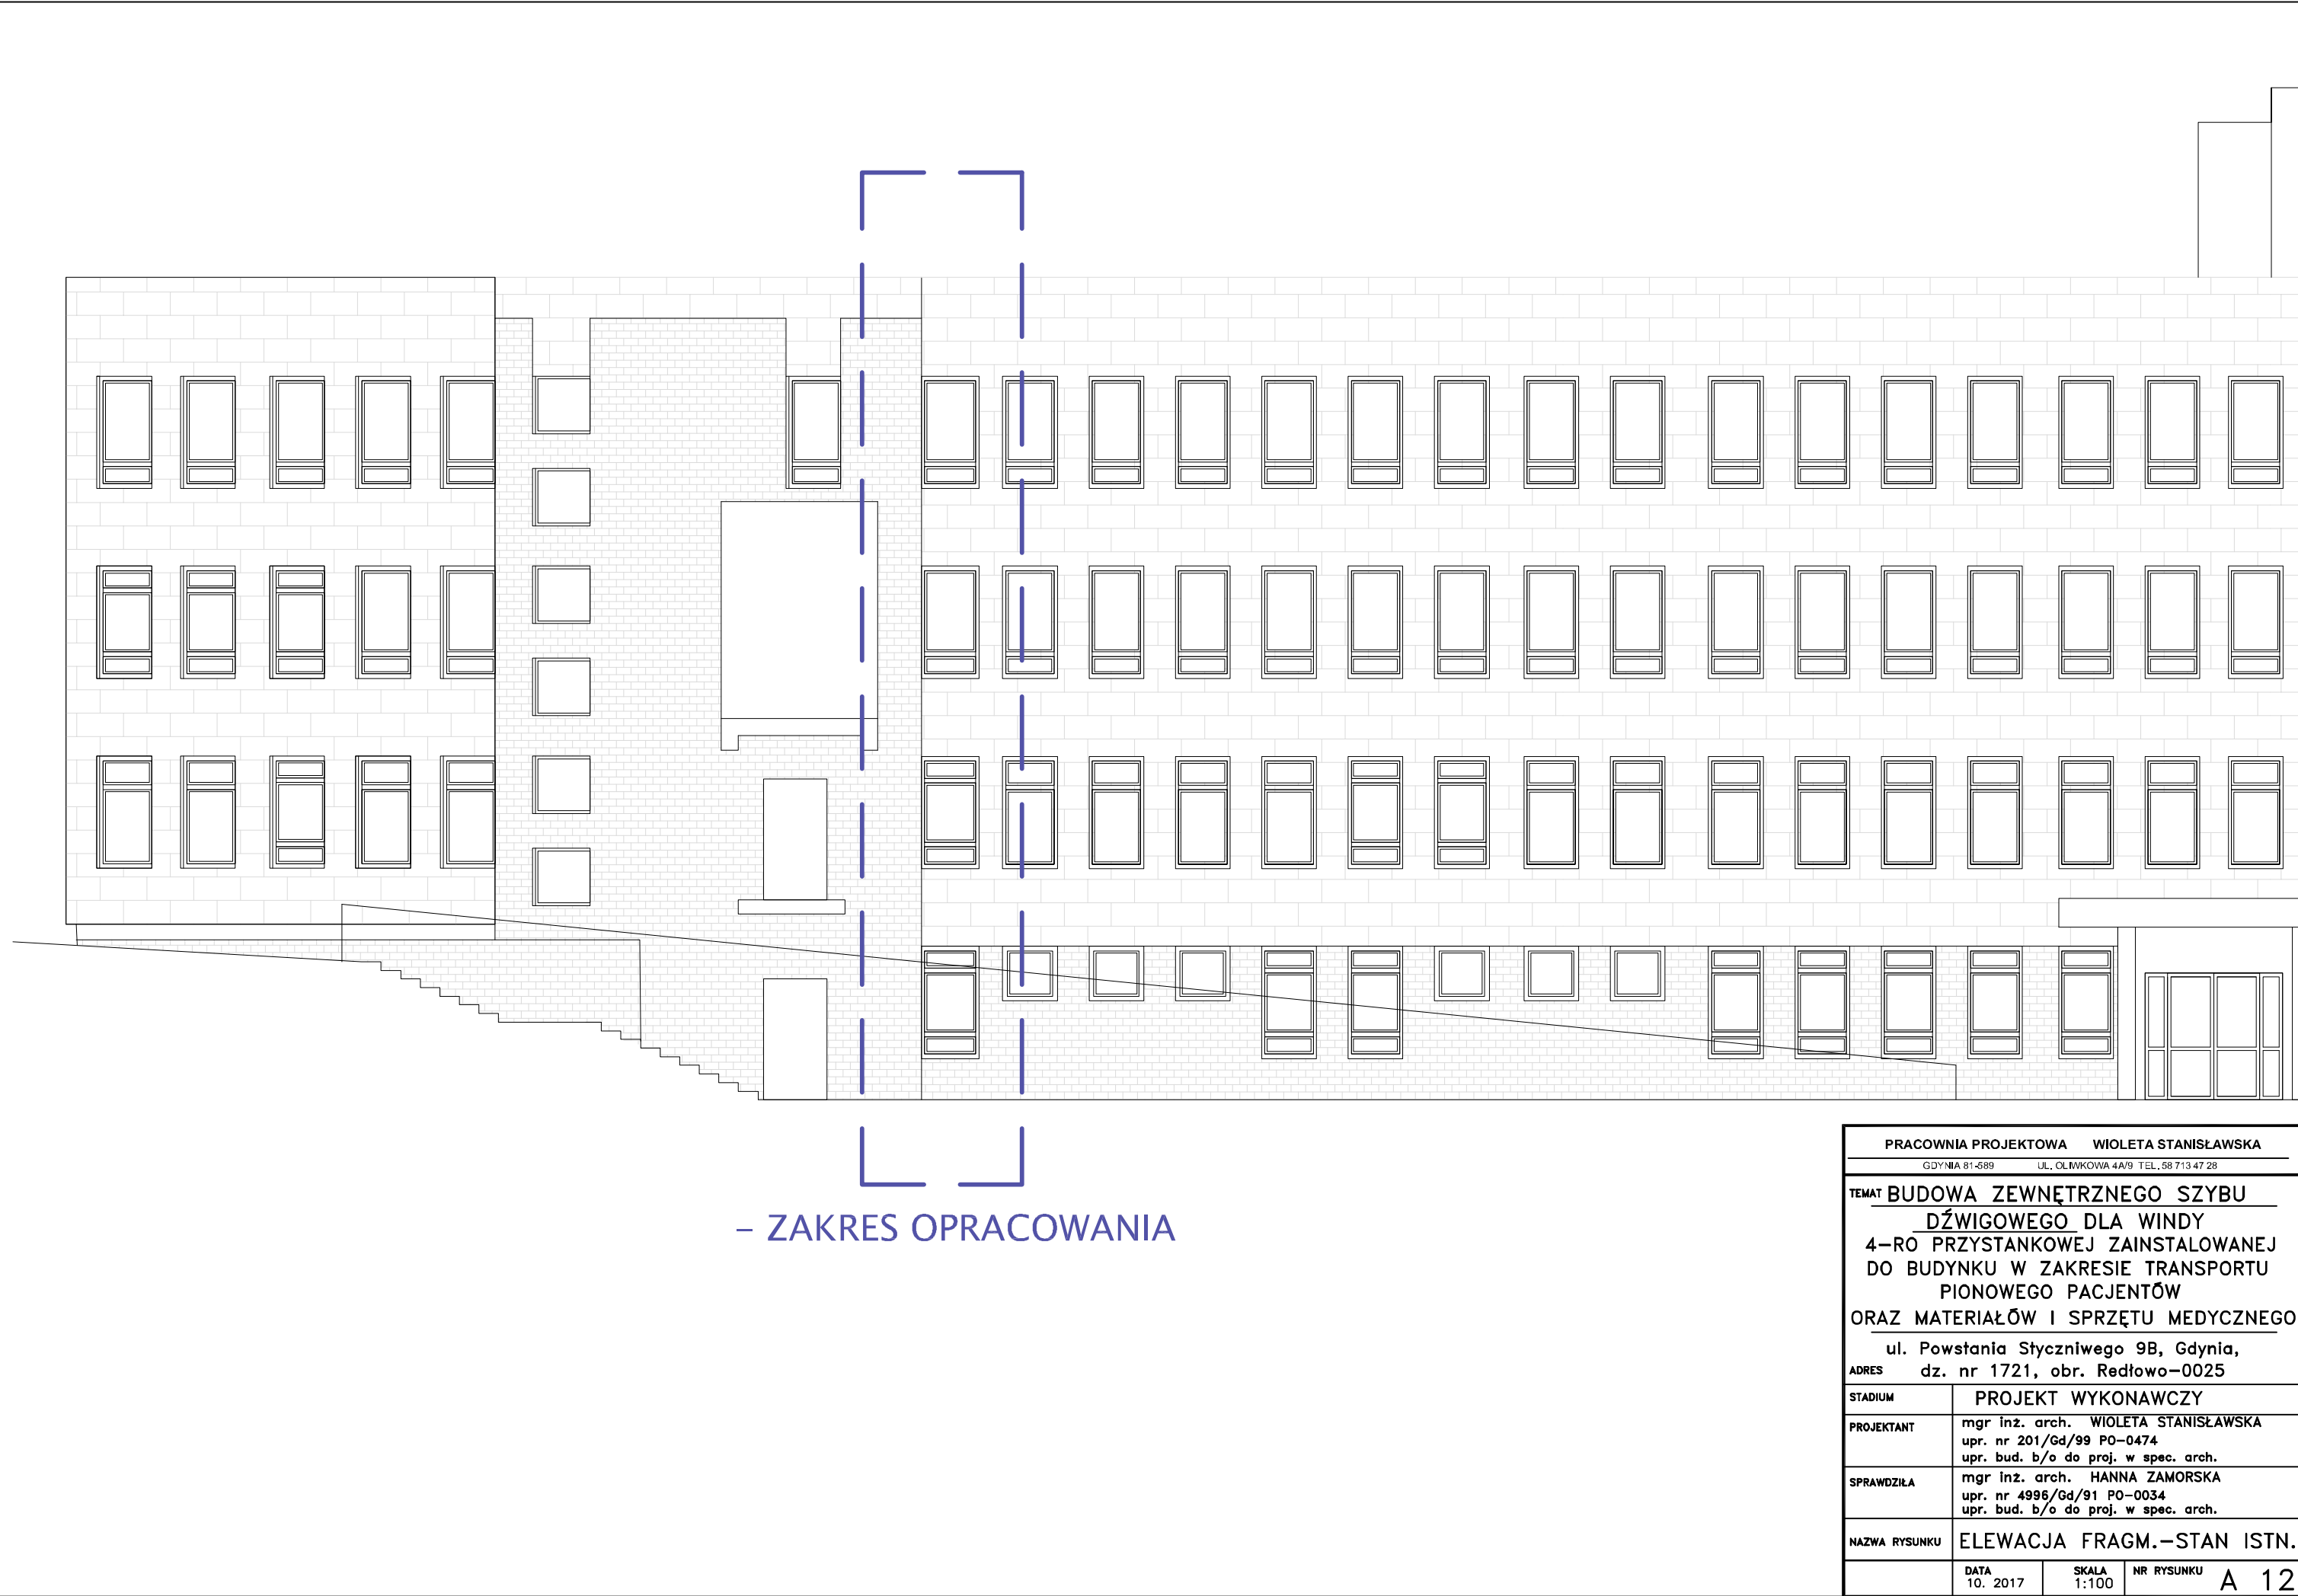 – ZAKRES OPRACOWANIA
PRACOWNIA PROJEKTOWA WIOLETA STANISŁAWSKA
GDYNIA 81-589 UL. OLIWKOWA 4A/9 TEL. 58 713 47 28
TEMAT BUDOWA ZEWNĘTRZNEGO SZYBU
DŹWIGOWEGO DLA WINDY
4-RO PRZYSTANKOWEJ ZAINSTALOWANEJ
DO BUDYNKU W ZAKRESIE TRANSPORTU
PIONOWEGO PACJENTÓW
ORAZ MATERIAŁÓW I SPRZĘTU MEDYCZNEGO
ul. Powstania Styczniwego 9B, Gdynia,
ADRES dz. nr 1721, obr. Redłowo-0025
STADIUM PROJEKT WYKONAWCZY
PROJEKTANT mgr inż. arch. WIOLETA STANISŁAWSKA
upr. nr 201/Gd/99 PO-0474
upr. bud. b/o do proj. w spec. arch.
SPRAWDZIŁA mgr inż. arch. HANNA ZAMORSKA
upr. nr 4996/Gd/91 PO-0034
upr. bud. b/o do proj. w spec. arch.
NAZWA RYSUNKU ELEWACJA FRAGM.-STAN ISTN.
DATA SKALA NR RYSUNKU A 12
10. 2017 1:100